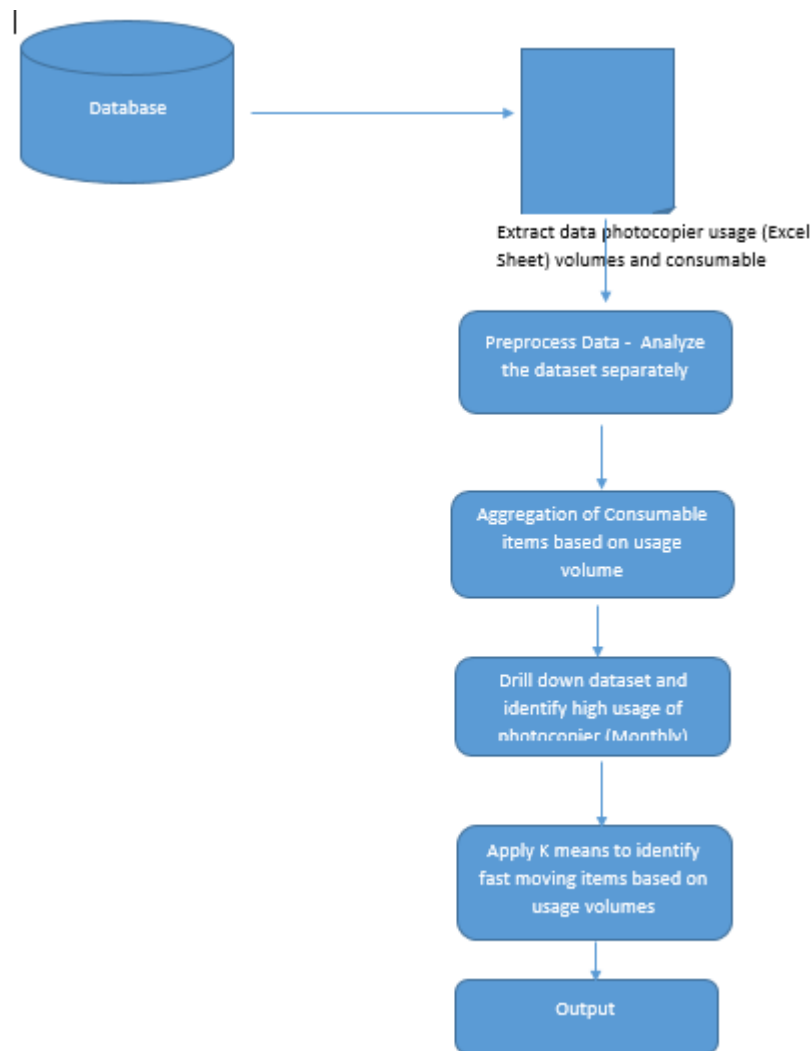 Database
Extract data photocopier usage (Excel
Sheet) volumes and consumable
Preprocess Data - Analyze
the dataset separately
Aggregation of Consumable
items based on usage
volume
Drill down dataset and
identify high usage of
photocopier (Monthly)
Apply K means to identify
fast moving items based on
usage volumes
Output